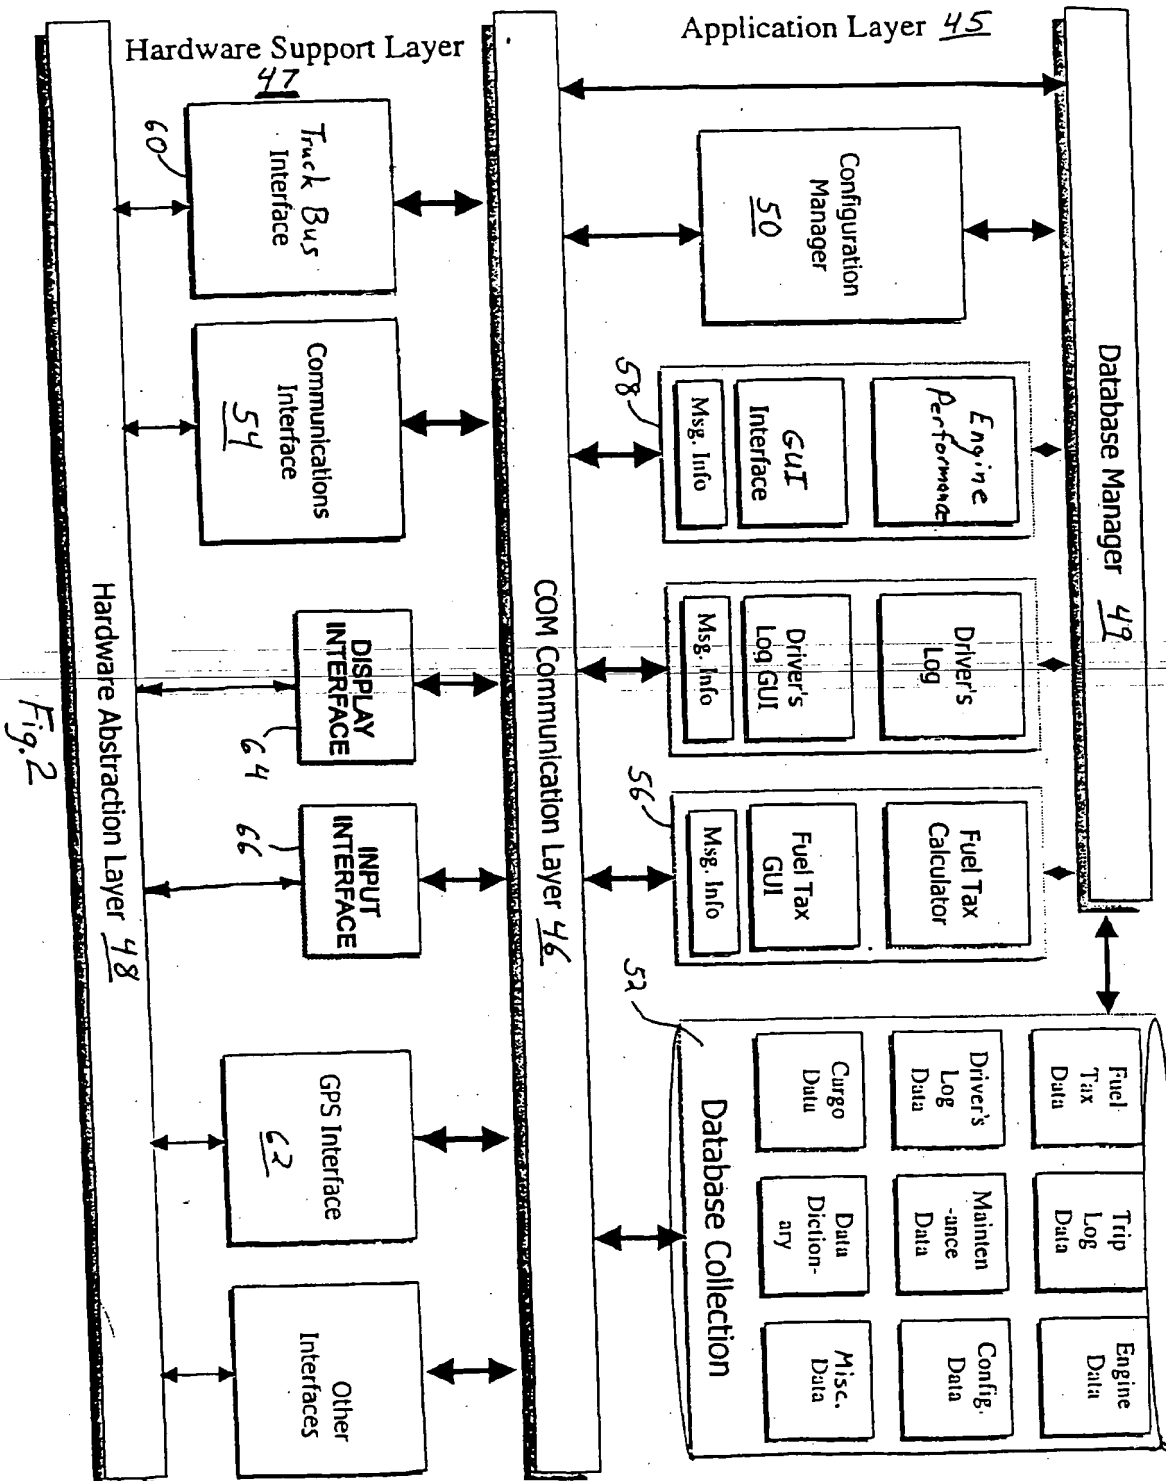 Application Layer 45
Database Manager 49
Configuration
Manager
50
58
Engine
Performance
GUI
Interface
Msg. Info
Driver's
Log
Driver's
Log GUI
Msg. Info
56
Fuel Tax
Calculator
Fuel Tax
GUI
Msg. Info
52
Fuel
Tax
Data
Trip
Log
Data
Engine
Data
Driver's
Log
Data
Mainten
-ance
Data
Config.
Data
Cargo
Data
Data
Diction-
ary
Misc.
Data
Database Collection
COM Communication Layer 46
Hardware Support Layer
47
Truck Bus
Interface
60
Communications
Interface
54
DISPLAY
INTERFACE
64
INPUT
INTERFACE
66
GPS Interface
62
Other
Interfaces
Hardware Abstraction Layer 48
Fig. 2